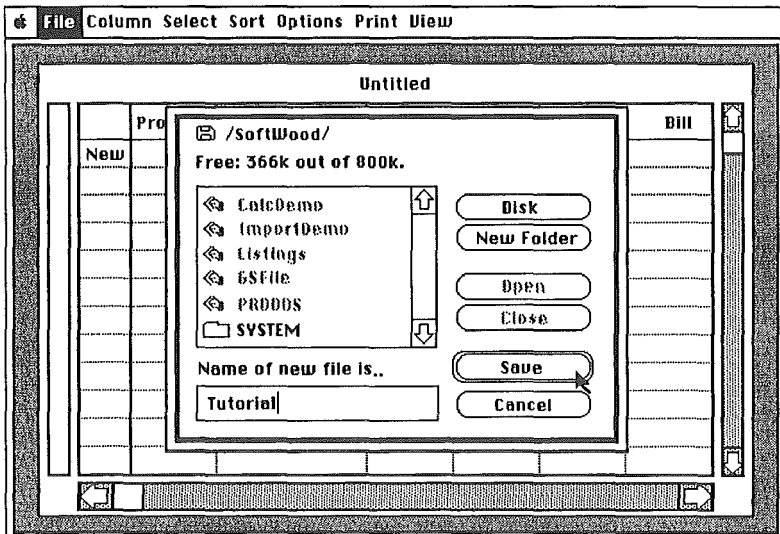 File Column Select Sort Options Print View
Untitled
Pro
Bill
New
/SoftWood/
Free: 366k out of 800k.
CalcDemo
ImportDemo
Listings
GSFile
PRODOS
SYSTEM
Disk
New Folder
Open
Close
Save
Cancel
Name of new file is..
Tutorial